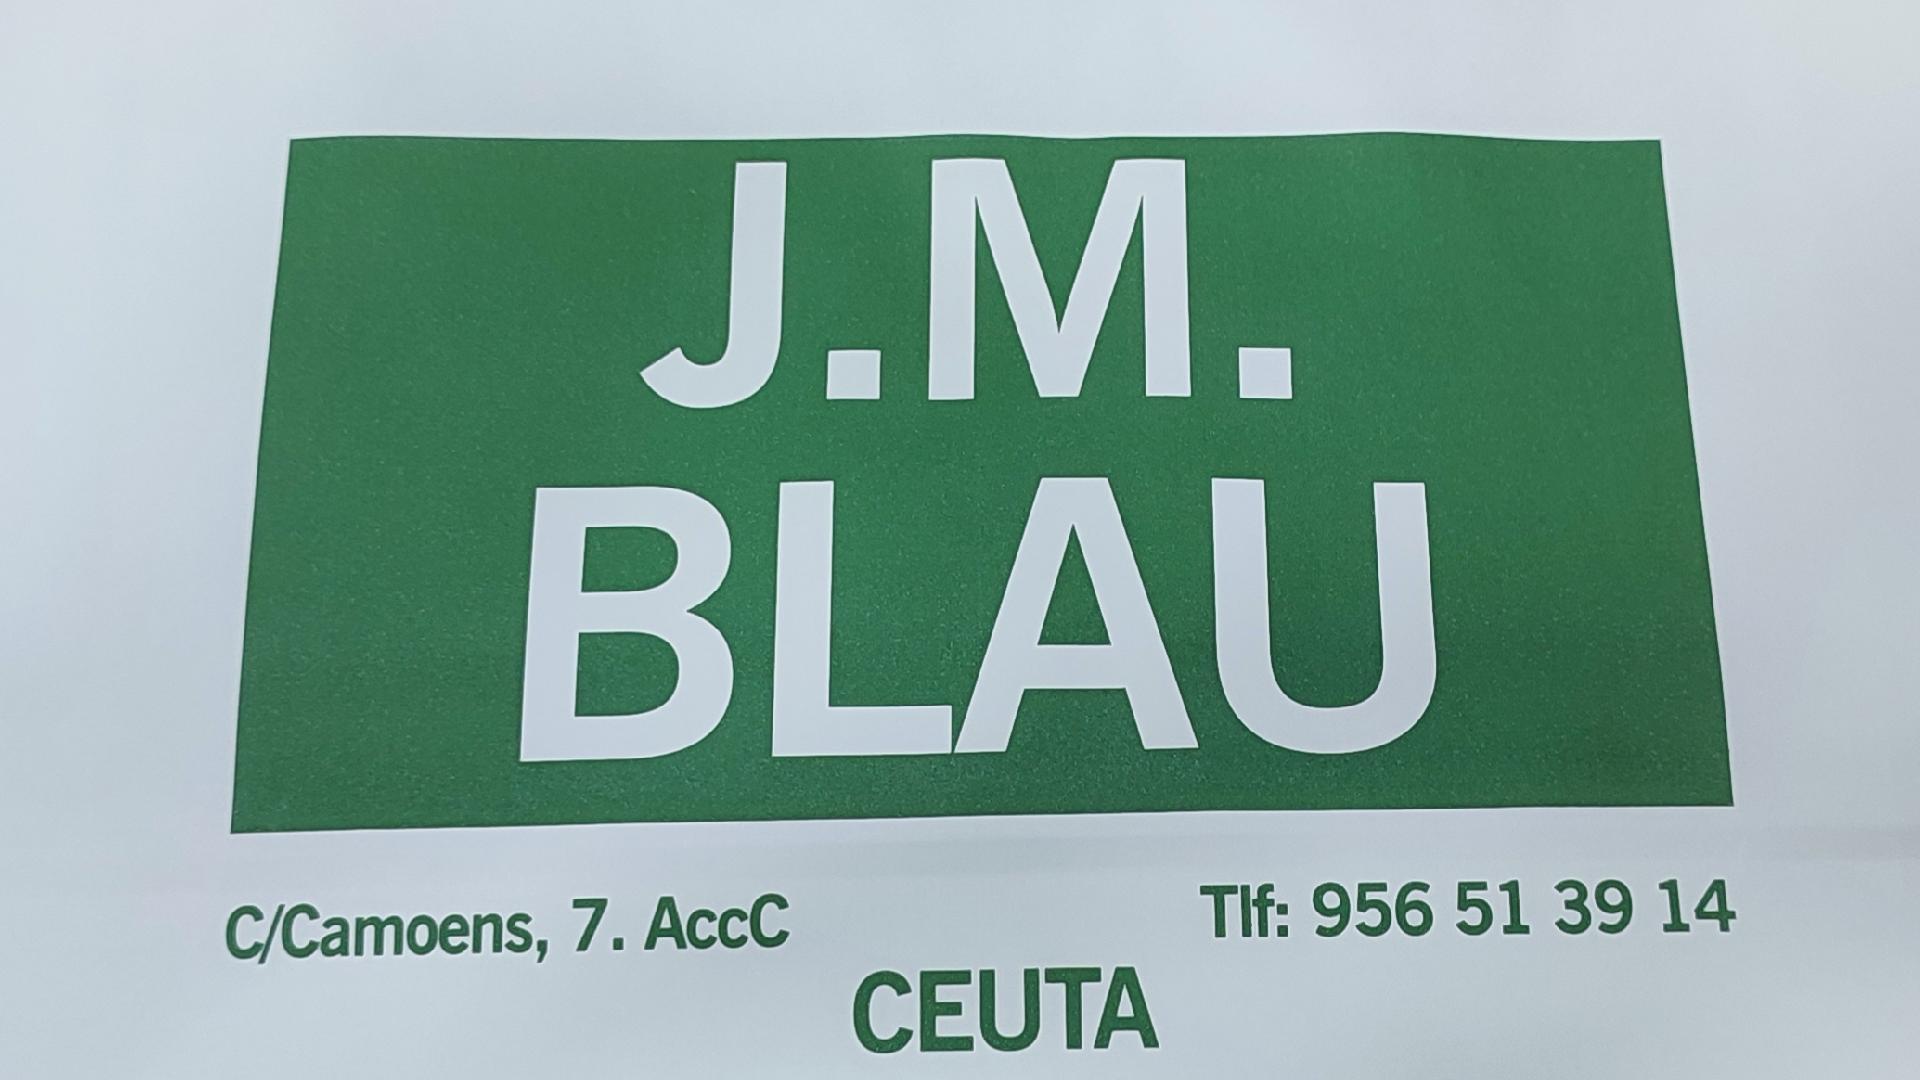 J.M.
BLAU
C/Camoens, 7. AccC
Tlf: 956 51 39 14
CEUTA